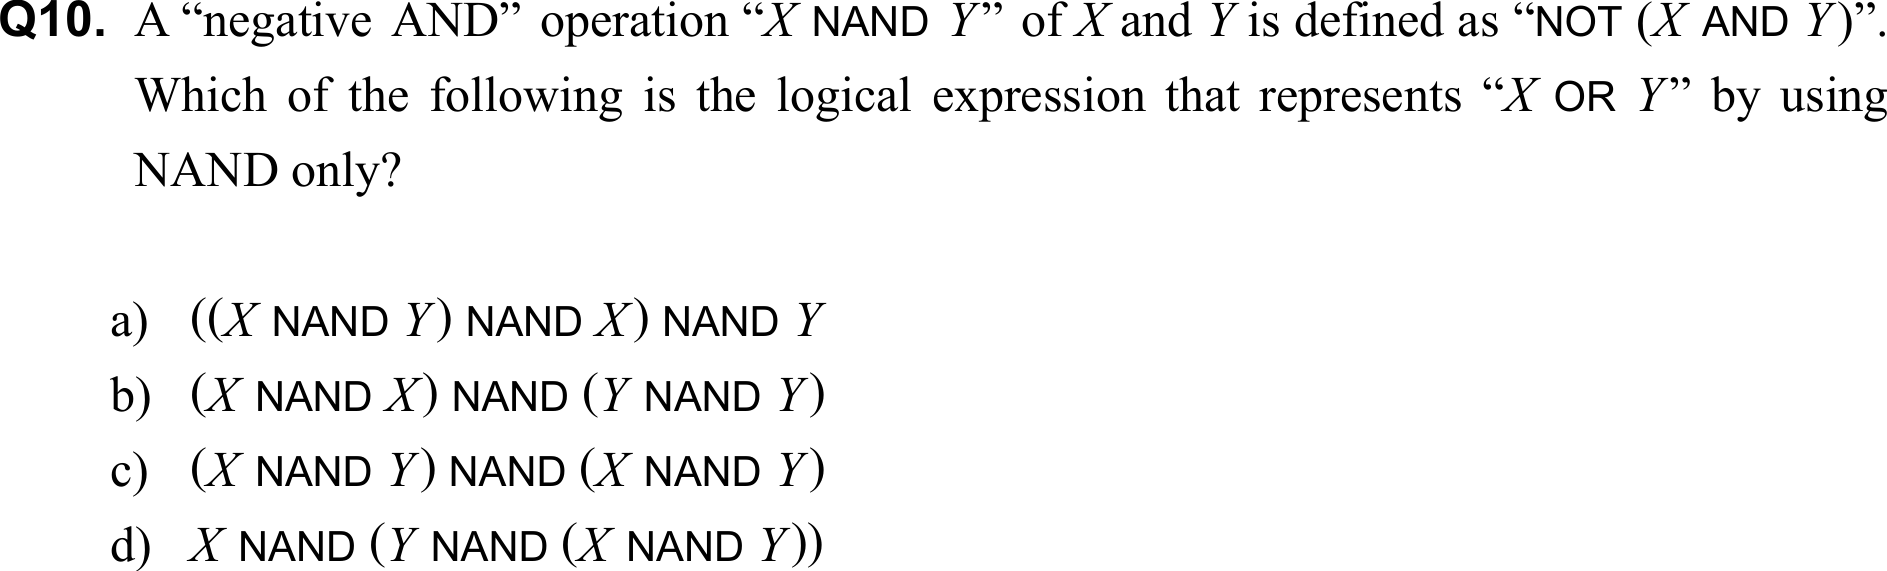 Q10. A “negative AND” operation “X NAND Y” of X and Y is defined as “NOT (X AND Y)”.
Which of the following is the logical expression that represents “X OR Y” by using
NAND only?
a) ((X NAND Y) NAND X) NAND Y
b) (X NAND X) NAND (Y NAND Y)
c) (X NAND Y) NAND (X NAND Y)
d) X NAND (Y NAND (X NAND Y))